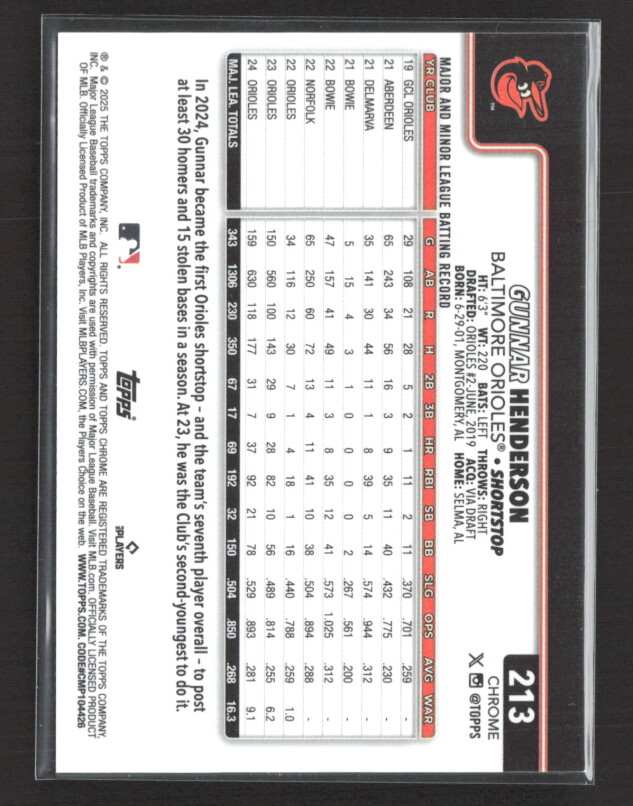 213
CHROME
@TOPPS
GUNNAR HENDERSON
BALTIMORE ORIOLES® • SHORTSTOP
HT: 6'3" WT: 220 BATS: LEFT THROWS: RIGHT
DRAFTED: ORIOLES #2-JUNE, 2019 ACQ: VIA DRAFT
BORN: 6-29-01, MONTGOMERY, AL HOME: SELMA, AL
MAJOR AND MINOR LEAGUE BATTING RECORD
YR CLUB G AB R H 2B 3B HR RBI SB BB SLG OPS AVG WAR
19 GCL ORIOLES 29 108 21 28 5 2 1 11 2 11 .370 .701 .259 -
21 ABERDEEN 65 243 34 56 16 3 9 35 11 40 .432 .775 .230 -
21 DELMARVA 35 141 30 44 11 1 8 39 5 14 .574 .944 .312 -
21 BOWIE 5 15 4 3 1 0 0 0 0 2 .267 .561 .200 -
22 BOWIE 47 157 41 49 11 3 8 35 12 41 .573 1.025 .312 -
22 NORFOLK 65 250 60 72 13 4 11 41 10 38 .504 .894 .288 -
22 ORIOLES 34 116 12 30 7 1 4 18 1 16 .440 .788 .259 1.0
23 ORIOLES 150 560 100 143 29 9 28 82 10 56 .489 .814 .255 6.2
24 ORIOLES 159 630 118 177 31 7 37 92 21 78 .529 .893 .281 9.1
MAJ. LEA. TOTALS 343 1306 230 350 67 17 69 192 32 150 .504 .850 .268 16.3
In 2024, Gunnar became the first Orioles shortstop – and the team's seventh player overall – to post
at least 30 homers and 15 stolen bases in a season. At 23, he was the Club's second-youngest to do it.
topps®
MLB PLAYERS
® & © 2025 THE TOPPS COMPANY, INC. ALL RIGHTS RESERVED. TOPPS AND TOPPS CHROME ARE REGISTERED TRADEMARKS OF THE TOPPS COMPANY,
INC. Major League Baseball trademarks and copyrights are used with permission of Major League Baseball. Visit MLB.com. OFFICIALLY LICENSED PRODUCT
OF MLB. Officially Licensed Product of MLB Players, Inc. Visit MLBPLAYERS.COM, the Players Choice on the web. WWW.TOPPS.COM. CODE#CMP104426